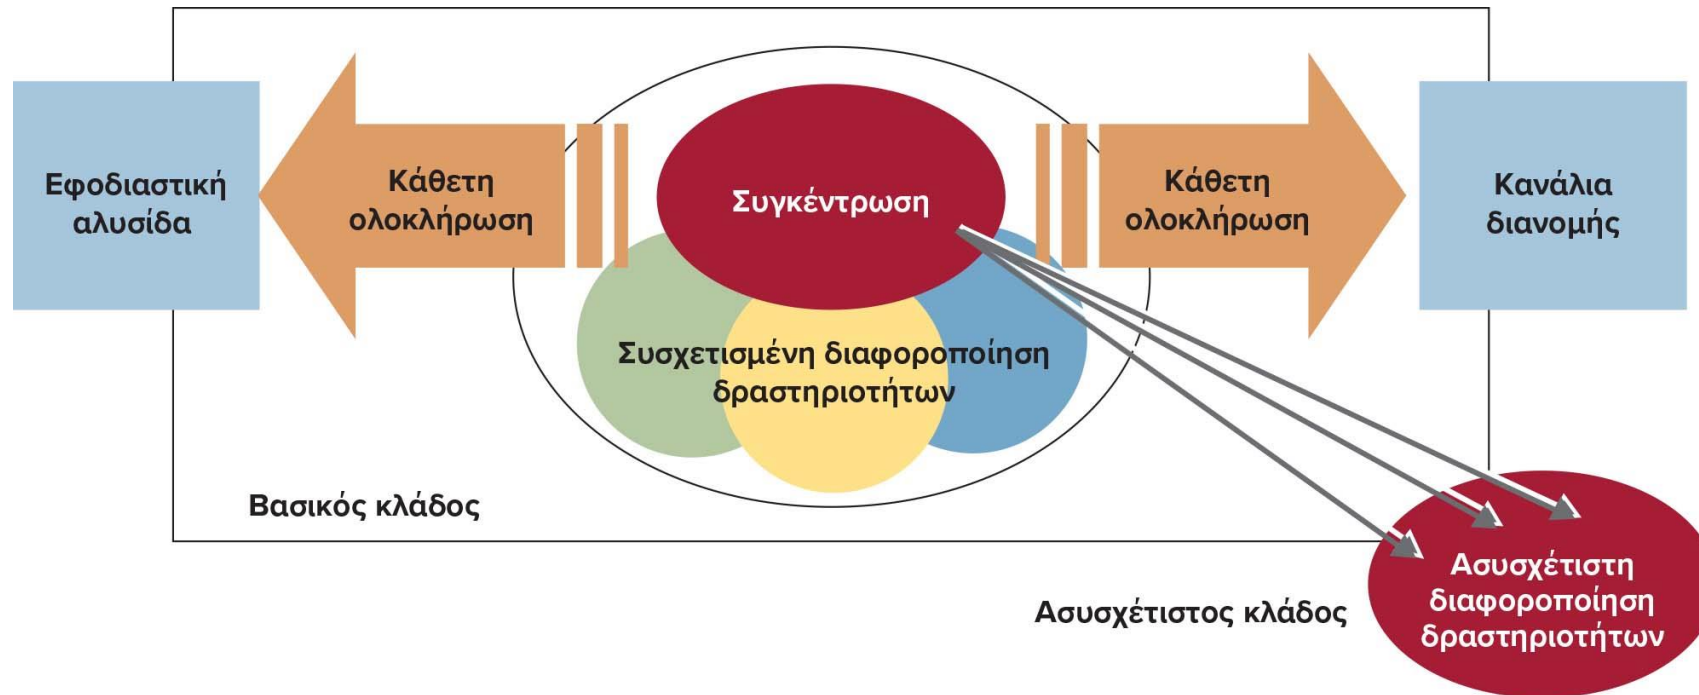 Εφοδιαστική
αλυσίδα
Κάθετη
ολοκλήρωση
Συγκέντρωση
Κάθετη
ολοκλήρωση
Κανάλια
διανομής
Συσχετισμένη διαφοροποίηση
δραστηριοτήτων
Βασικός κλάδος
Ασυσχέτιστος κλάδος
Ασυσχέτιστη
διαφοροποίηση
δραστηριοτήτων